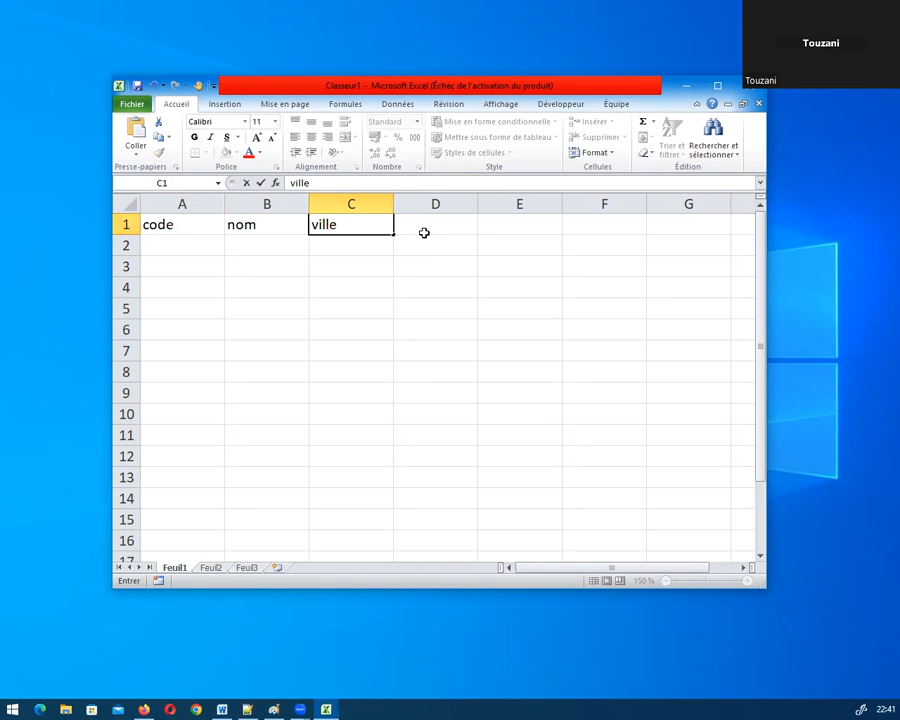 Touzani
Touzani
Classeur1 - Microsoft Excel (Échec de l'activation du produit)
Fichier Accueil Insertion Mise en page Formules Données Révision Affichage Développeur Équipe
Coller
Presse-papiers
Calibri 11
G I S A A
A
Police
Alignement
Standard
% 000
Nombre
Mise en forme conditionnelle
Mettre sous forme de tableau
Styles de cellules
Style
Insérer
Supprimer
Format
Cellules
Σ
Trier et filtrer
Rechercher et sélectionner
Édition
C1 fx ville
A B C D E F G
1 code nom ville
2
3
4
5
6
7
8
9
10
11
12
13
14
15
16
17
Feuil1 Feuil2 Feuil3
Entrer 150 %
22:41